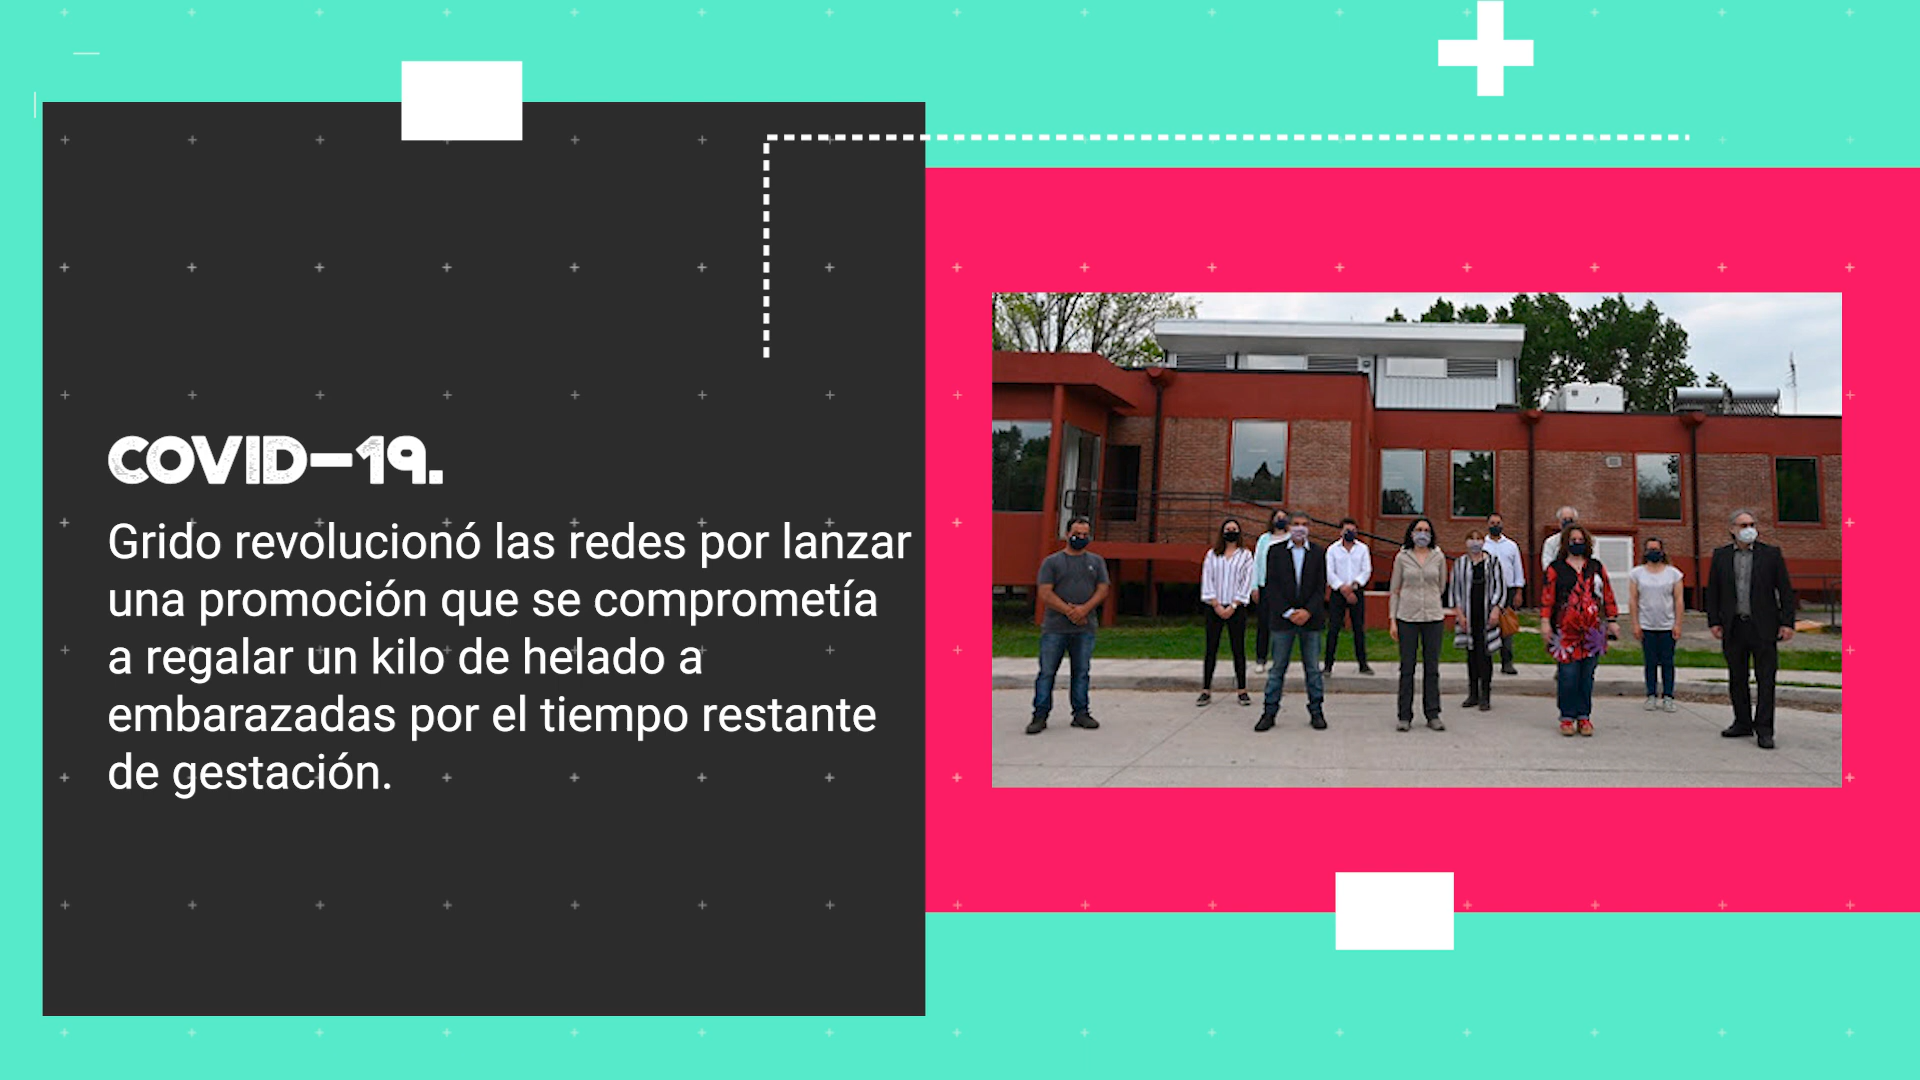 COVID-19.
Grido revolucionó las redes por lanzar
una promoción que se comprometía
a regalar un kilo de helado a
embarazadas por el tiempo restante
de gestación.